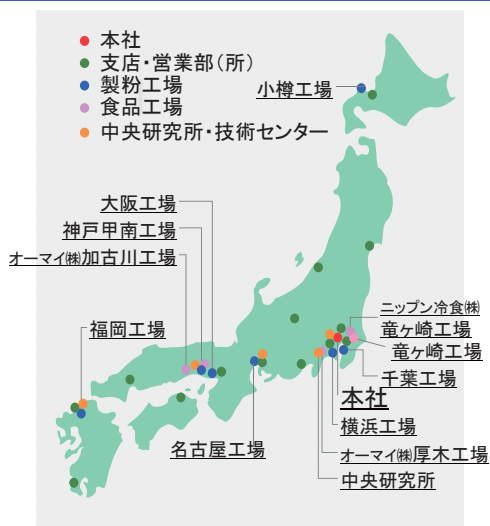 本社
支店・営業部(所)
製粉工場
食品工場
中央研究所・技術センター
小樽工場
大阪工場
神戸甲南工場
オーマイ㈱加古川工場
福岡工場
ニップン冷食㈱
竜ヶ崎工場
竜ヶ崎工場
千葉工場
本社
横浜工場
名古屋工場
オーマイ㈱厚木工場
中央研究所